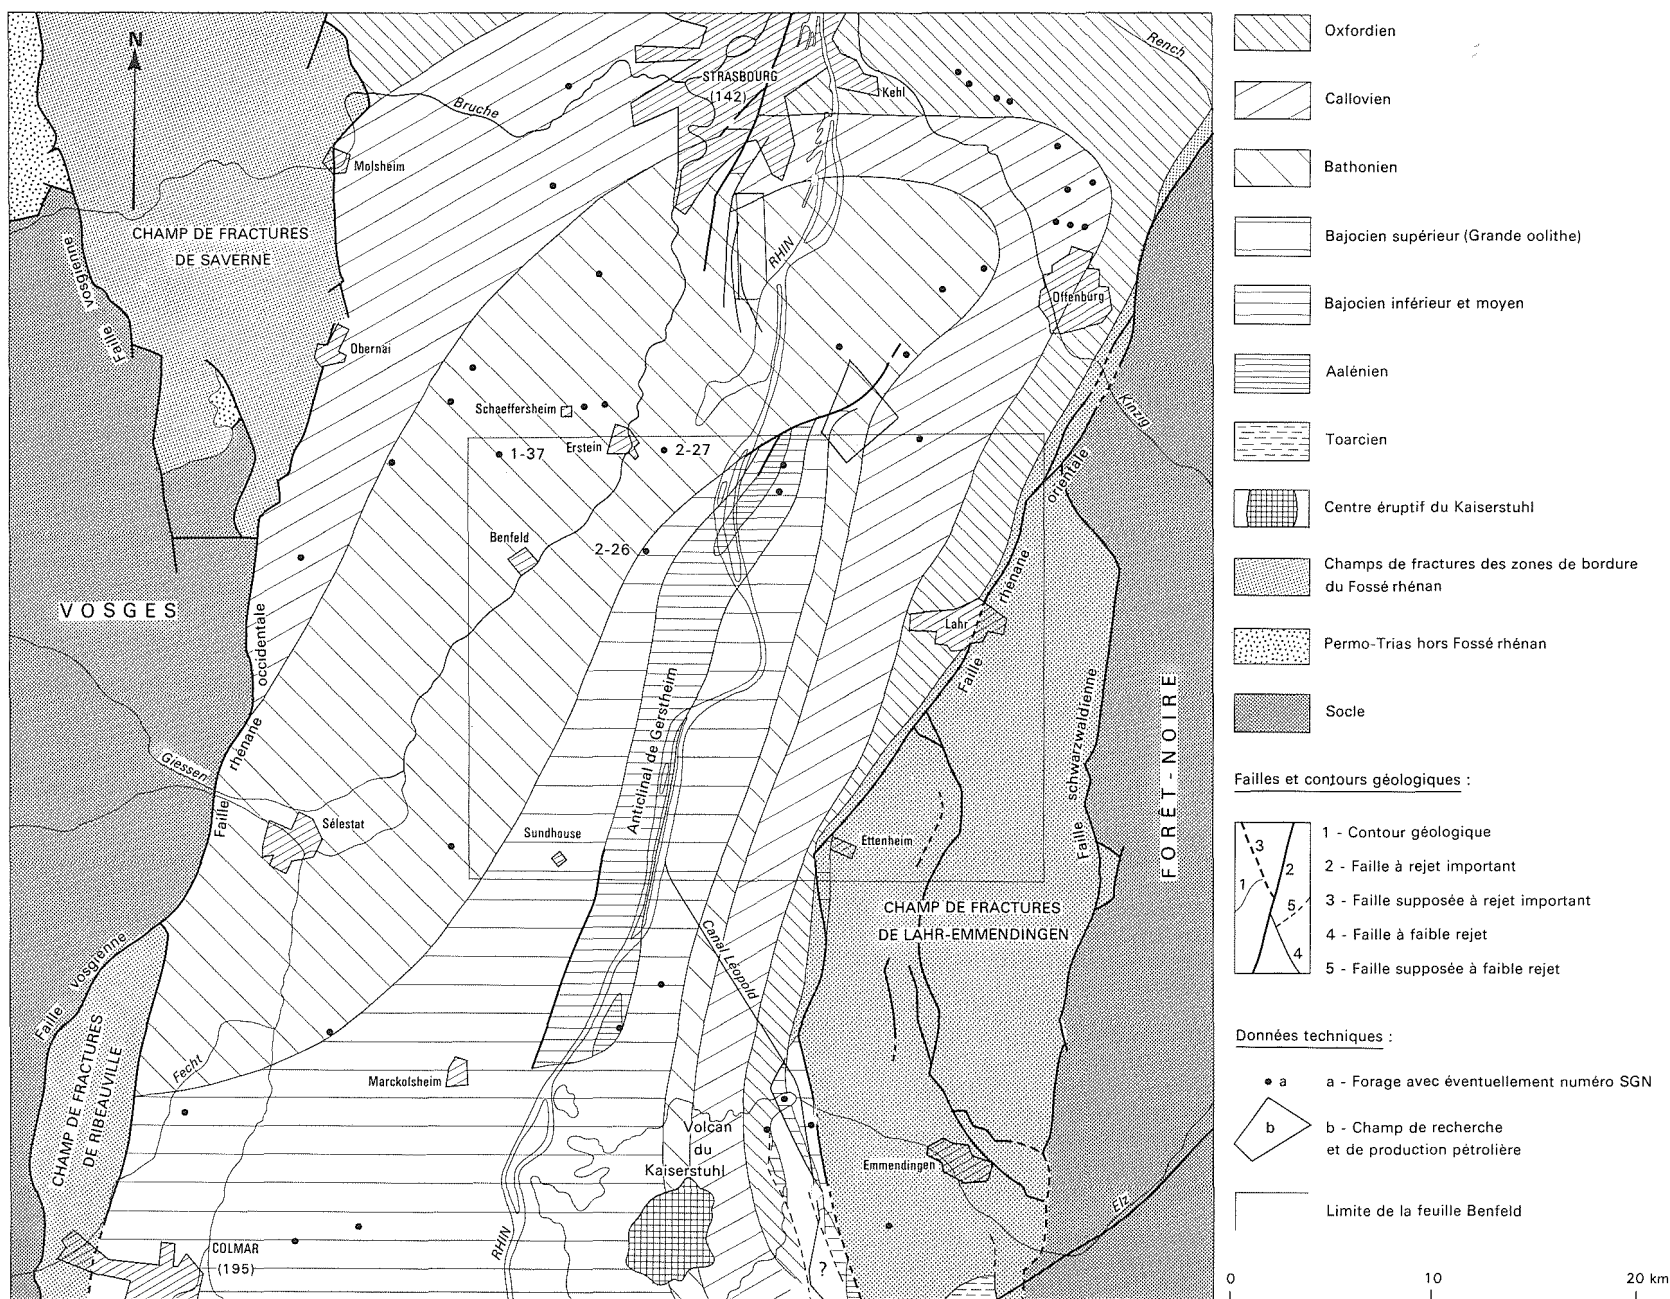 N
Rench
STRASBOURG
(142)
Kehl
Bruche
Molsheim
CHAMP DE FRACTURES
DE SAVERNE
RHIN
Faille vosgienne
Offenburg
Obernai
Kinzig
Schaeffersheim
Erstein
1-37
2-27
Faille rhénane orientale
Benfeld
2-26
VOSGES
Lahr
Faille rhénane occidentale
Anticlinal de Gerstheim
Faille schwarzwaldienne
FORÊT-NOIRE
Giessen
Sélestat
Sundhouse
Ettenheim
CHAMP DE FRACTURES
DE LAHR-EMMENDINGEN
Canal Léopold
Faille vosgienne
CHAMP DE FRACTURES
DE RIBEAUVILLE
Fecht
Marckolsheim
Volcan
du
Kaiserstuhl
Emmendingen
Elz
RHIN
COLMAR
(195)
?
Oxfordien
Callovien
Bathonien
Bajocien supérieur (Grande oolithe)
Bajocien inférieur et moyen
Aalénien
Toarcien
Centre éruptif du Kaiserstuhl
Champs de fractures des zones de bordure
du Fossé rhénan
Permo-Trias hors Fossé rhénan
Socle
Failles et contours géologiques :
3
2
1
5
4
1 - Contour géologique
2 - Faille à rejet important
3 - Faille supposée à rejet important
4 - Faille à faible rejet
5 - Faille supposée à faible rejet
Données techniques :
a
a - Forage avec éventuellement numéro SGN
b
b - Champ de recherche
et de production pétrolière
Limite de la feuille Benfeld
0 10 20 km